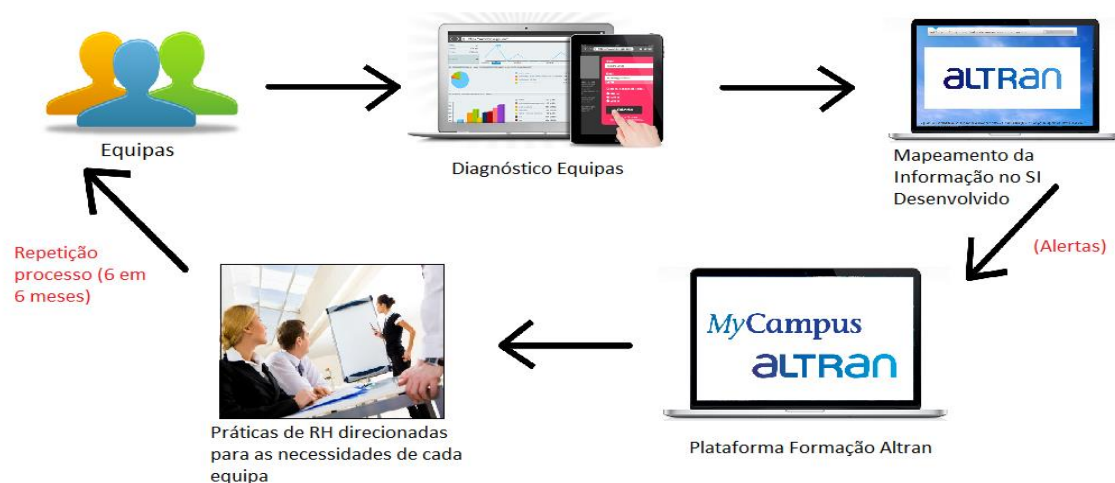 Equipas
Diagnóstico Equipas
ALTRAN
Mapeamento da
Informação no SI
Desenvolvido
(Alertas)
Repetição
processo (6 em
6 meses)
MyCampus
ALTRAN
Práticas de RH direcionadas
para as necessidades de cada
equipa
Plataforma Formação Altran